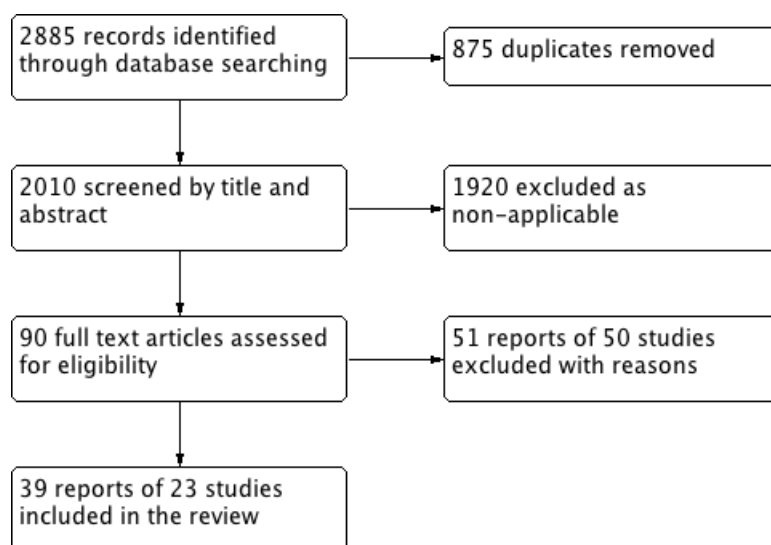 2885 records identified
through database searching
875 duplicates removed
2010 screened by title and
abstract
1920 excluded as
non-applicable
90 full text articles assessed
for eligibility
51 reports of 50 studies
excluded with reasons
39 reports of 23 studies
included in the review